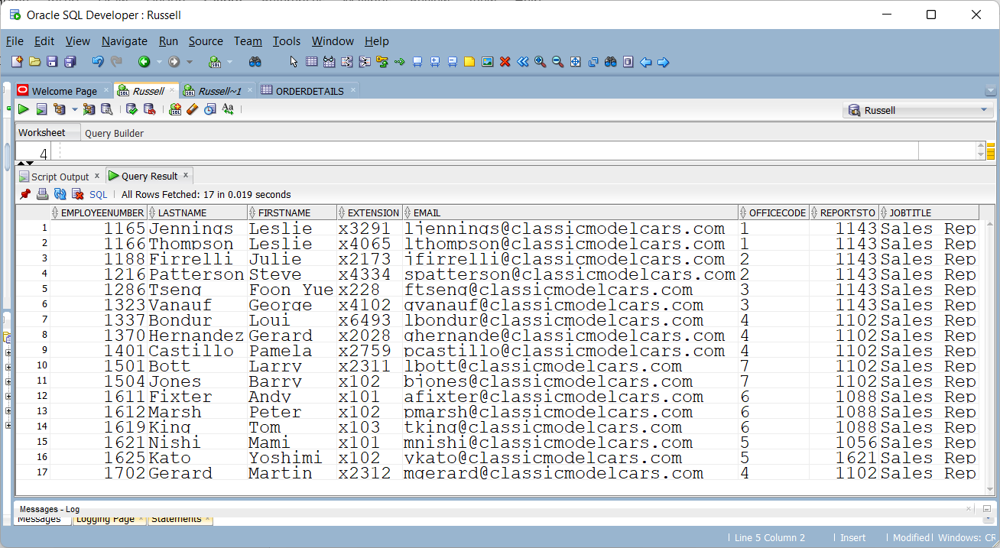 Oracle SQL Developer : Russell
File Edit View Navigate Run Source Team Tools Window Help
Welcome Page Russell Russell~1 ORDERDETAILS
Russell
Worksheet Query Builder
4
Script Output Query Result
SQL All Rows Fetched: 17 in 0.019 seconds
EMPLOYEENUMBER LASTNAME FIRSTNAME EXTENSION EMAIL OFFICECODE REPORTSTO JOBTITLE
1 1165 Jennings Leslie x3291 ljennings@classicmodelcars.com 1 1143 Sales Rep
2 1166 Thompson Leslie x4065 lthompson@classicmodelcars.com 1 1143 Sales Rep
3 1188 Firrelli Julie x2173 jfirrelli@classicmodelcars.com 2 1143 Sales Rep
4 1216 Patterson Steve x4334 spatterson@classicmodelcars.com 2 1143 Sales Rep
5 1286 Tseng Foon Yue x228 ftseng@classicmodelcars.com 3 1143 Sales Rep
6 1323 Vanauf George x4102 gvanauf@classicmodelcars.com 3 1143 Sales Rep
7 1337 Bondur Loui x6493 lbondur@classicmodelcars.com 4 1102 Sales Rep
8 1370 Hernandez Gerard x2028 ghernande@classicmodelcars.com 4 1102 Sales Rep
9 1401 Castillo Pamela x2759 pcastillo@classicmodelcars.com 4 1102 Sales Rep
10 1501 Bott Larry x2311 lbott@classicmodelcars.com 7 1102 Sales Rep
11 1504 Jones Barry x102 bjones@classicmodelcars.com 7 1102 Sales Rep
12 1611 Fixter Andy x101 afixter@classicmodelcars.com 6 1088 Sales Rep
13 1612 Marsh Peter x102 pmarsh@classicmodelcars.com 6 1088 Sales Rep
14 1619 King Tom x103 tking@classicmodelcars.com 6 1088 Sales Rep
15 1621 Nishi Mami x101 mnishi@classicmodelcars.com 5 1056 Sales Rep
16 1625 Kato Yoshimi x102 ykato@classicmodelcars.com 5 1621 Sales Rep
17 1702 Gerard Martin x2312 mgerard@classicmodelcars.com 4 1102 Sales Rep
Messages - Log
Messages Logging Page Statements
Line 5 Column 2 Insert Modified Windows: CR